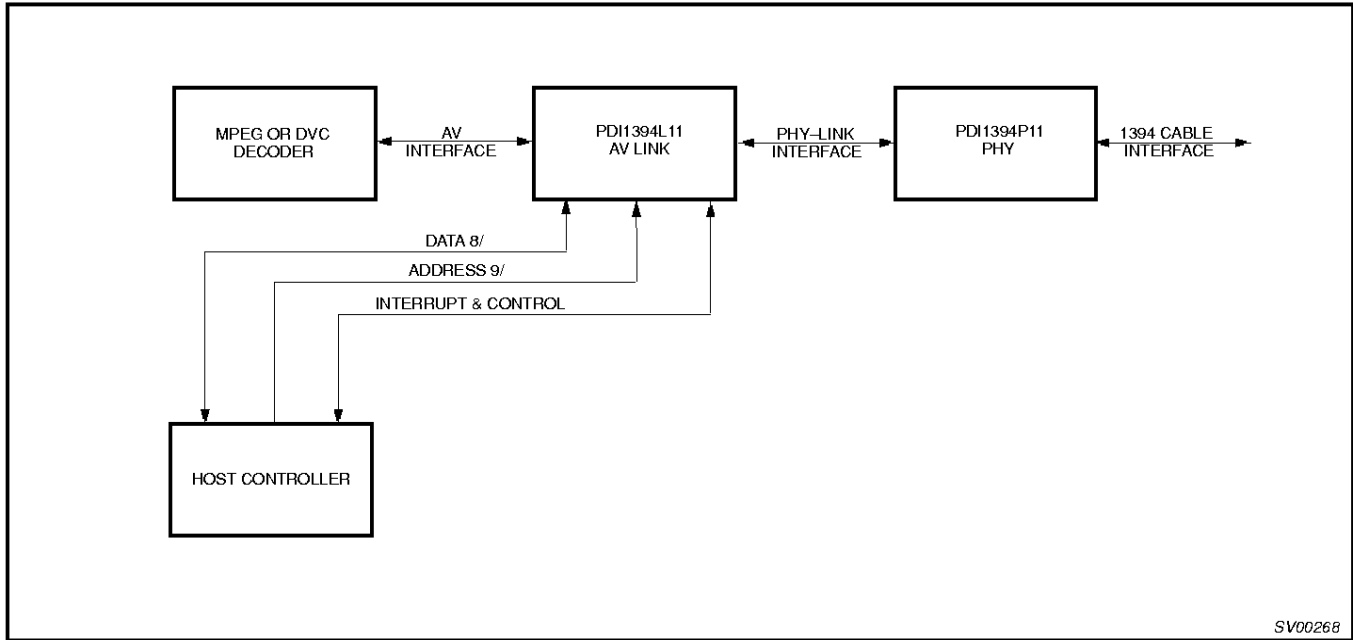 MPEG OR DVC
DECODER
AV
INTERFACE
PDI1394L11
AV LINK
PHY–LINK
INTERFACE
PDI1394P11
PHY
1394 CABLE
INTERFACE
DATA 8/
ADDRESS 9/
INTERRUPT & CONTROL
HOST CONTROLLER
SV00268